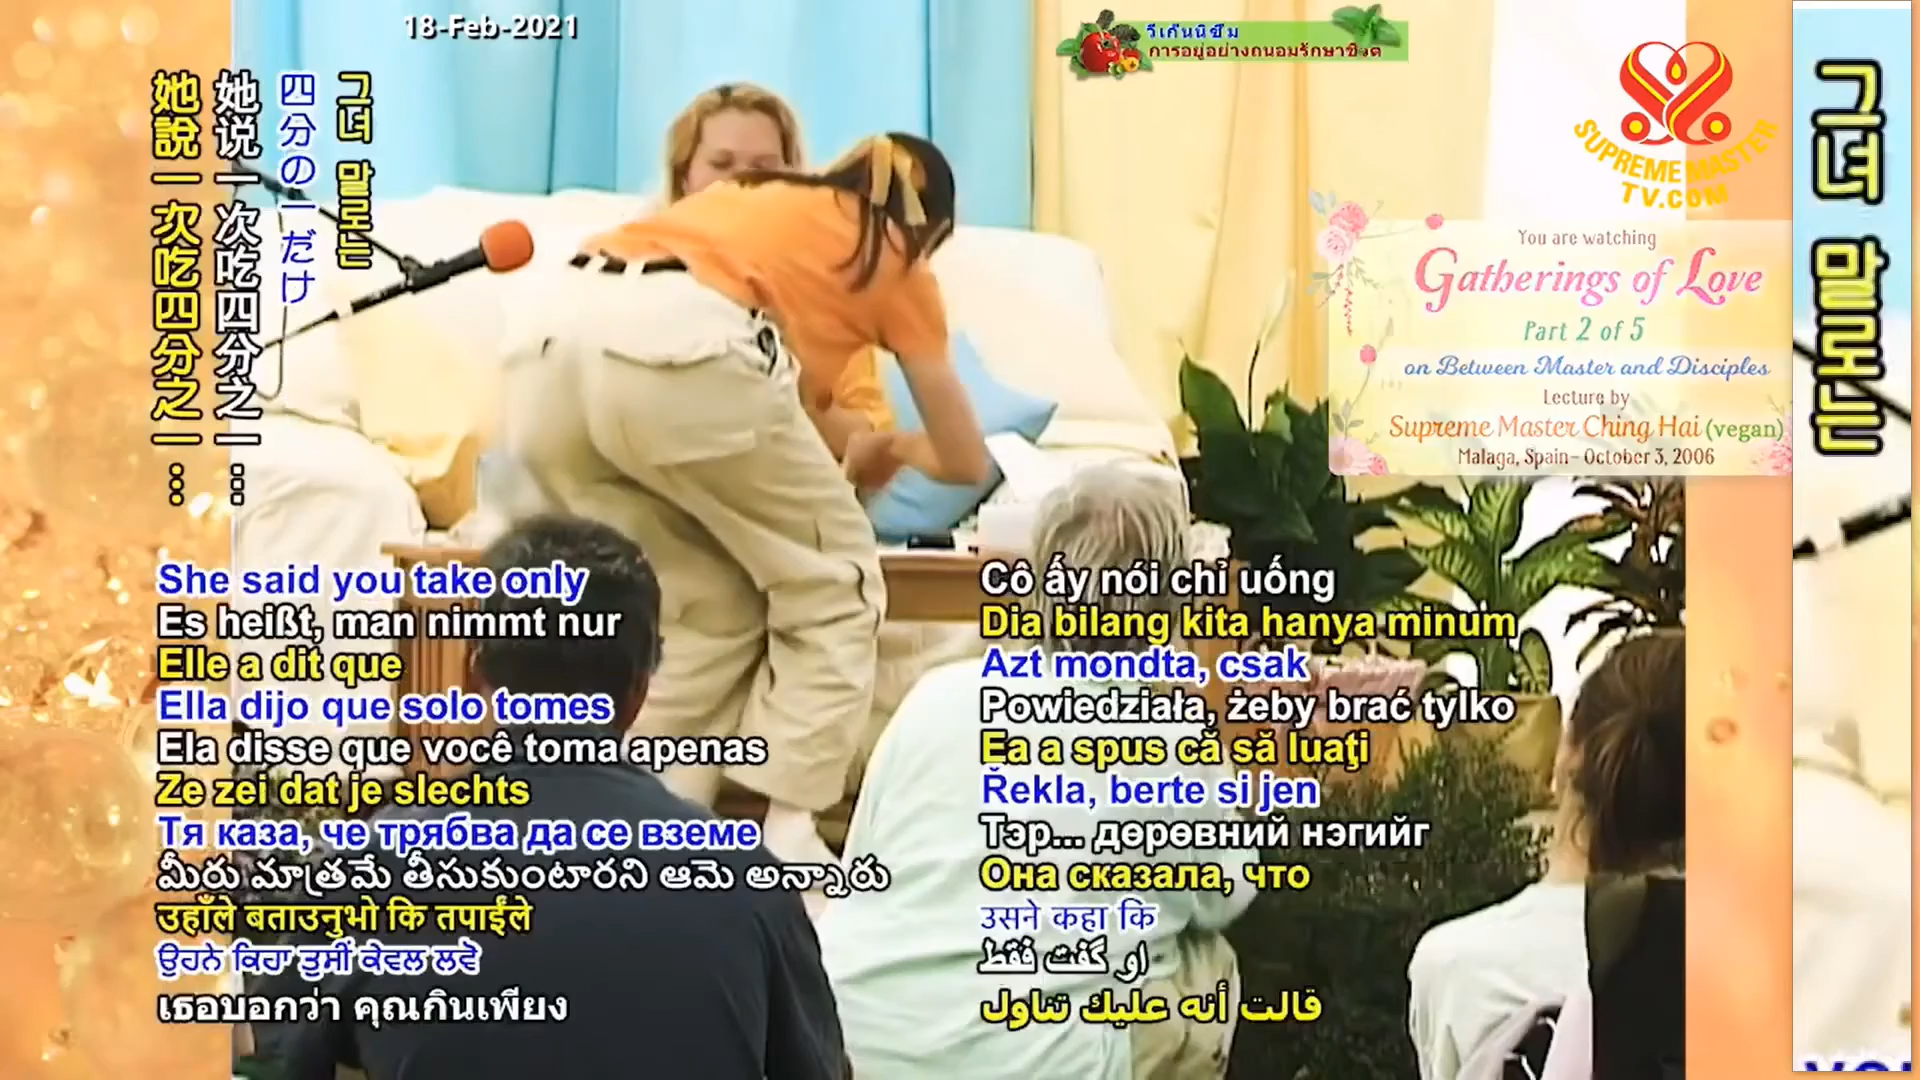 18-Feb-2021
วีแก้นนิซึ่ม
การอยู่อย่างถนอมรักษาชีวิต
SUPREME MASTER
TV.COM
You are watching
Gatherings of Love
Part 2 of 5
on Between Master and Disciples
Lecture by
Supreme Master Ching Hai (vegan)
Malaga, Spain– October 3, 2006
그녀 말로는
四分の一だけ
她说一次吃四分之一…
她說一次吃四分之一…
She said you take only
Es heißt, man nimmt nur
Elle a dit que
Ella dijo que solo tomes
Ela disse que você toma apenas
Ze zei dat je slechts
Тя каза, че трябва да се вземе
మీరు మాత్రమే తీసుకుంటారని ఆమె అన్నారు
उहाँले बताउनुभो कि तपाईंले
ਉਹਨੇ ਕਿਹਾ ਤੁਸੀਂ ਕੇਵਲ ਲਵੋ
เธอบอกว่า คุณกินเพียง
Cô ấy nói chỉ uống
Dia bilang kita hanya minum
Azt mondta, csak
Powiedziała, żeby brać tylko
Ea a spus că să luaţi
Řekla, berte si jen
Тэр... дөрөвний нэгийг
Она сказала, что
उसने कहा कि
او گفت فقط
قالت أنه عليك تناول
그녀 말로는